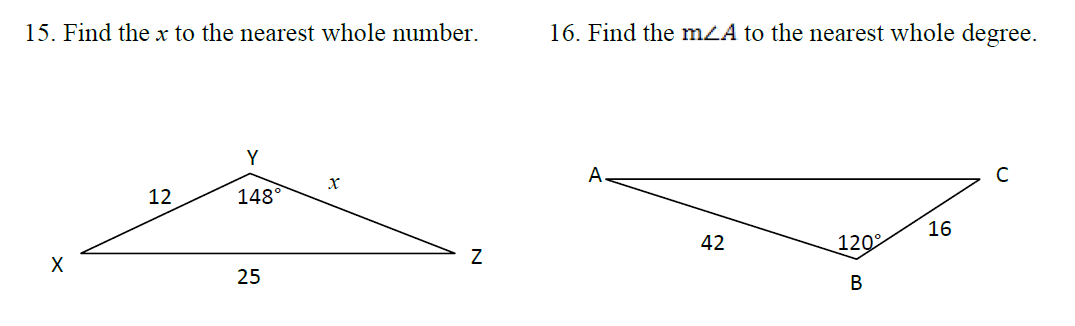 15. Find the x to the nearest whole number.
16. Find the m∠A to the nearest whole degree.
Y
12
148°
x
X
Z
25
A
C
42
120°
16
B